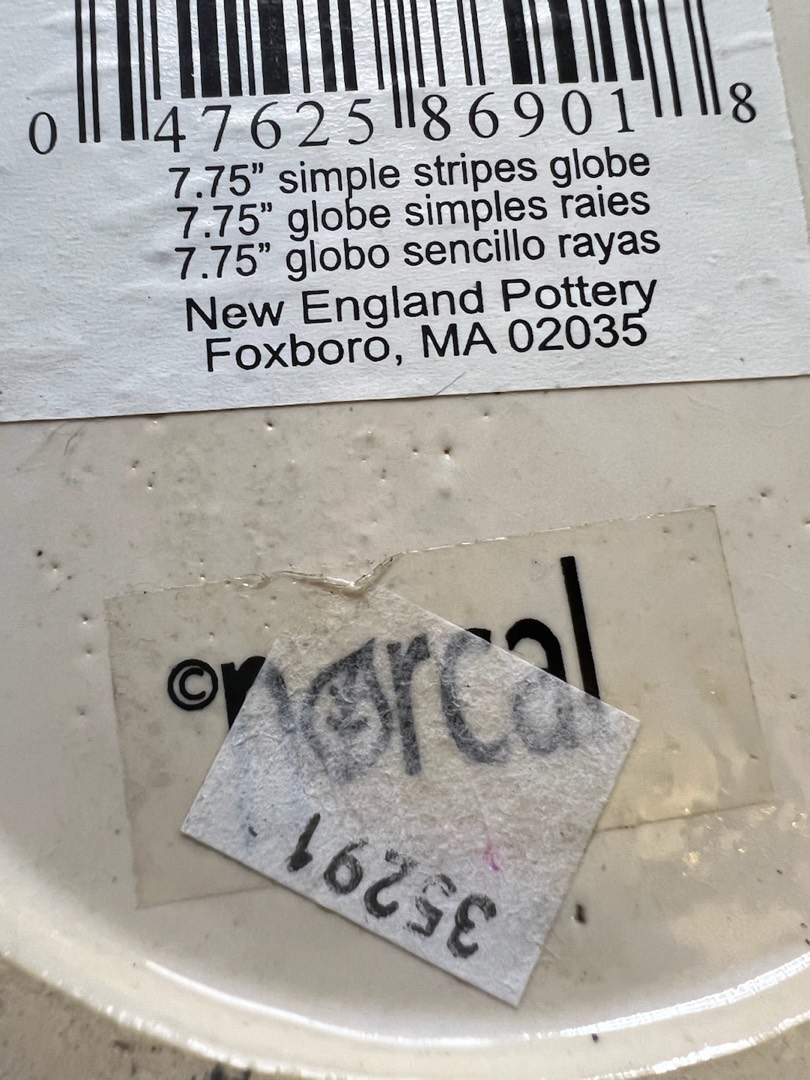 0 47625 86901 8
7.75” simple stripes globe
7.75” globe simples raies
7.75” globo sencillo rayas
New England Pottery
Foxboro, MA 02035
©norcal
35291